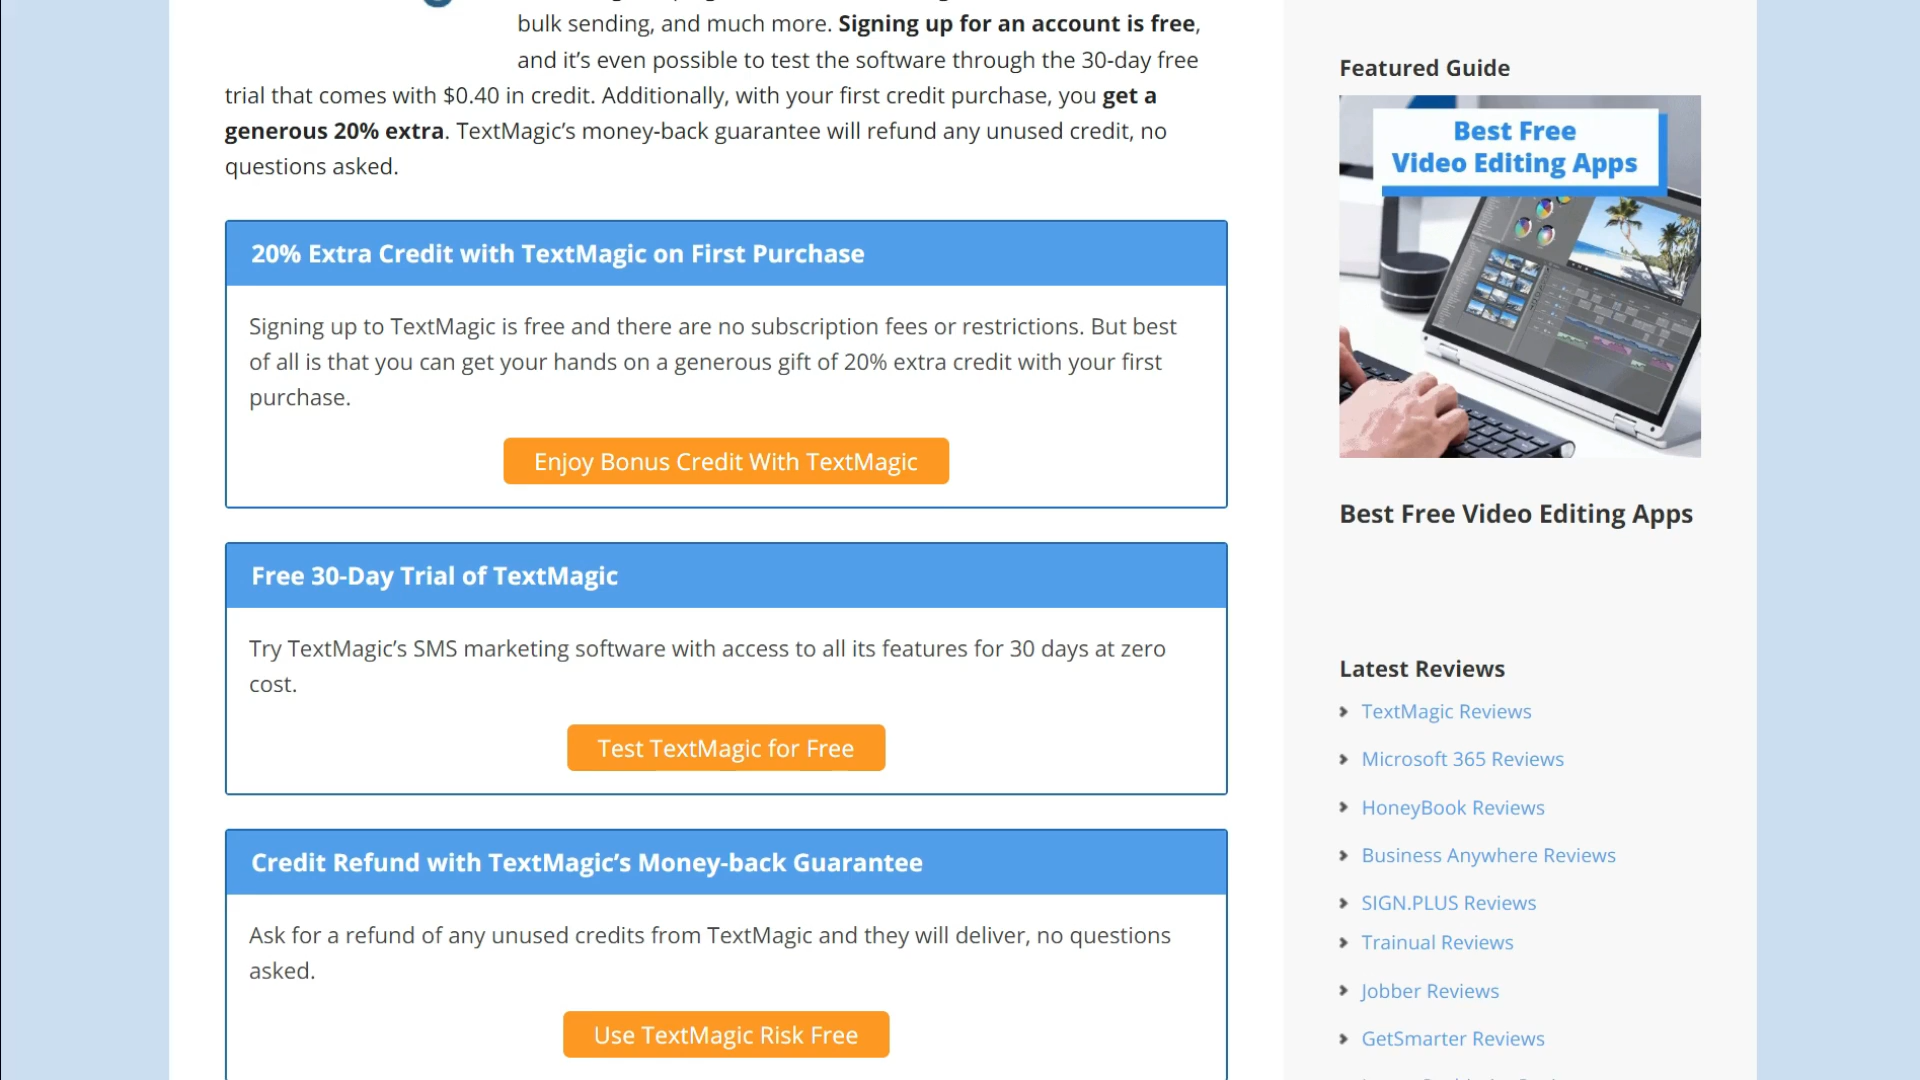 bulk sending, and much more. Signing up for an account is free,
and it’s even possible to test the software through the 30-day free
trial that comes with $0.40 in credit. Additionally, with your first credit purchase, you get a
generous 20% extra. TextMagic’s money-back guarantee will refund any unused credit, no
questions asked.
20% Extra Credit with TextMagic on First Purchase
Signing up to TextMagic is free and there are no subscription fees or restrictions. But best
of all is that you can get your hands on a generous gift of 20% extra credit with your first
purchase.
Enjoy Bonus Credit With TextMagic
Free 30-Day Trial of TextMagic
Try TextMagic’s SMS marketing software with access to all its features for 30 days at zero
cost.
Test TextMagic for Free
Credit Refund with TextMagic’s Money-back Guarantee
Ask for a refund of any unused credits from TextMagic and they will deliver, no questions
asked.
Use TextMagic Risk Free
Featured Guide
Best Free
Video Editing Apps
Best Free Video Editing Apps
Latest Reviews
TextMagic Reviews
Microsoft 365 Reviews
HoneyBook Reviews
Business Anywhere Reviews
SIGN.PLUS Reviews
Trainual Reviews
Jobber Reviews
GetSmarter Reviews